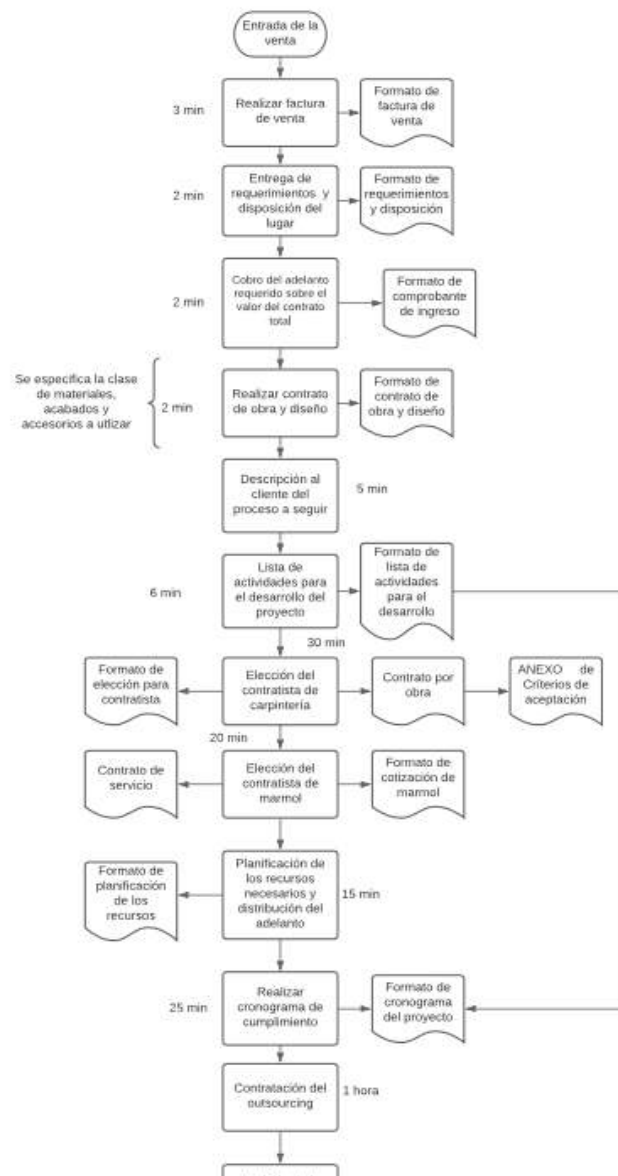 Entrada de la
venta
3 min
Realizar factura
de venta
Formato de
factura de
venta
2 min
Entrega de
requerimientos y
disposición del
lugar
Formato de
requerimientos
y disposición
2 min
Cobro del adelanto
requerido sobre el
valor del contrato
total
Formato de
comprobante
de ingreso
Se especifica la clase
de materiales,
acabados y
accesorios a utlizar
2 min
Realizar contrato
de obra y diseño
Formato de
contrato de
obra y diseño
Descripción al
cliente del
proceso a seguir
5 min
6 min
Lista de
actividades para
el desarrollo del
proyecto
Formato de
lista de
actividades
para el
desarrollo
30 min
Formato de
elección para
contratista
Elección del
contratista de
carpintería
Contrato por
obra
ANEXO de
Criterios de
aceptación
20 min
Contrato de
servicio
Elección del
contratista de
marmol
Formato de
cotización de
marmol
Formato de
planificación
de los
recursos
Planificación de
los recursos
necesarios y
distribución del
adelanto
15 min
25 min
Realizar
cronograma de
cumplimiento
Formato de
cronograma
del proyecto
Contratación del
outsourcing
1 hora